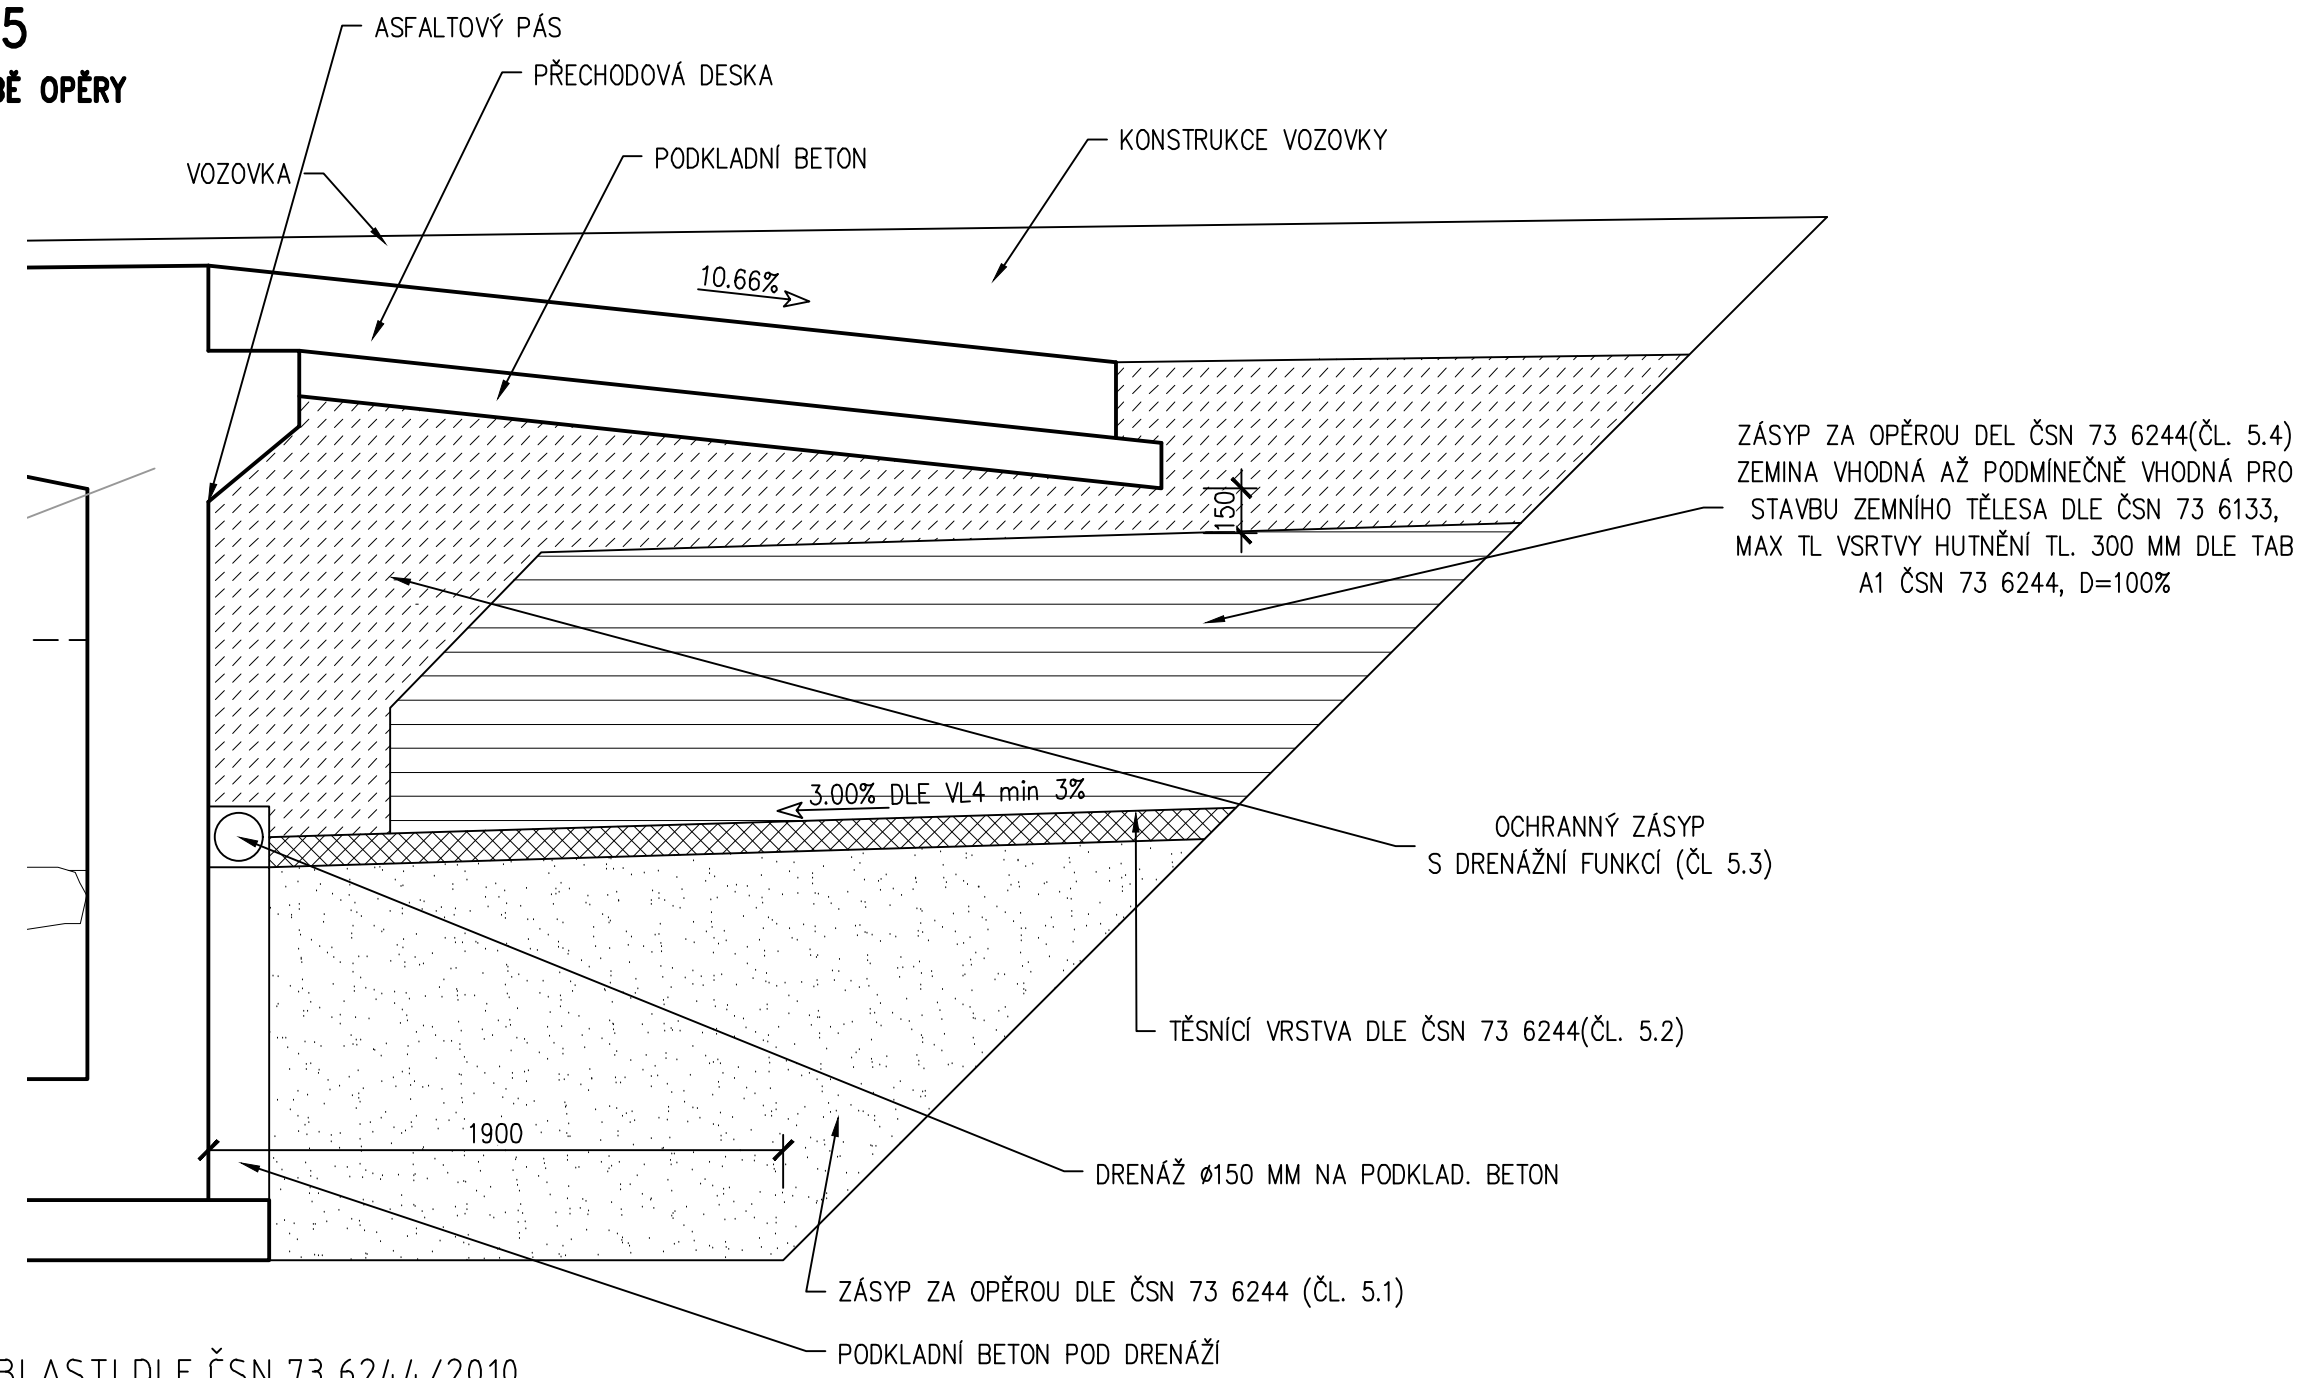 5
ASFALTOVÝ PÁS
PŘECHODOVÁ DESKA
BĚ OPĚRY
KONSTRUKCE VOZOVKY
PODKLADNÍ BETON
VOZOVKA
10.66%
ZÁSYP ZA OPĚROU DEL ČSN 73 6244(ČL. 5.4)
ZEMINA VHODNÁ AŽ PODMÍNEČNĚ VHODNÁ PRO
STAVBU ZEMNÍHO TĚLESA DLE ČSN 73 6133,
MAX TL VSRTVY HUTNĚNÍ TL. 300 MM DLE TAB
A1 ČSN 73 6244, D=100%
150
3.00% DLE VL4 min 3%
OCHRANNÝ ZÁSYP
S DRENÁŽNÍ FUNKCÍ (ČL 5.3)
TĚSNÍCÍ VRSTVA DLE ČSN 73 6244(ČL. 5.2)
1900
DRENÁŽ ø150 MM NA PODKLAD. BETON
ZÁSYP ZA OPĚROU DLE ČSN 73 6244 (ČL. 5.1)
PODKLADNÍ BETON POD DRENÁŽÍ
BLASTI DLE ČSN 73 6244/2010